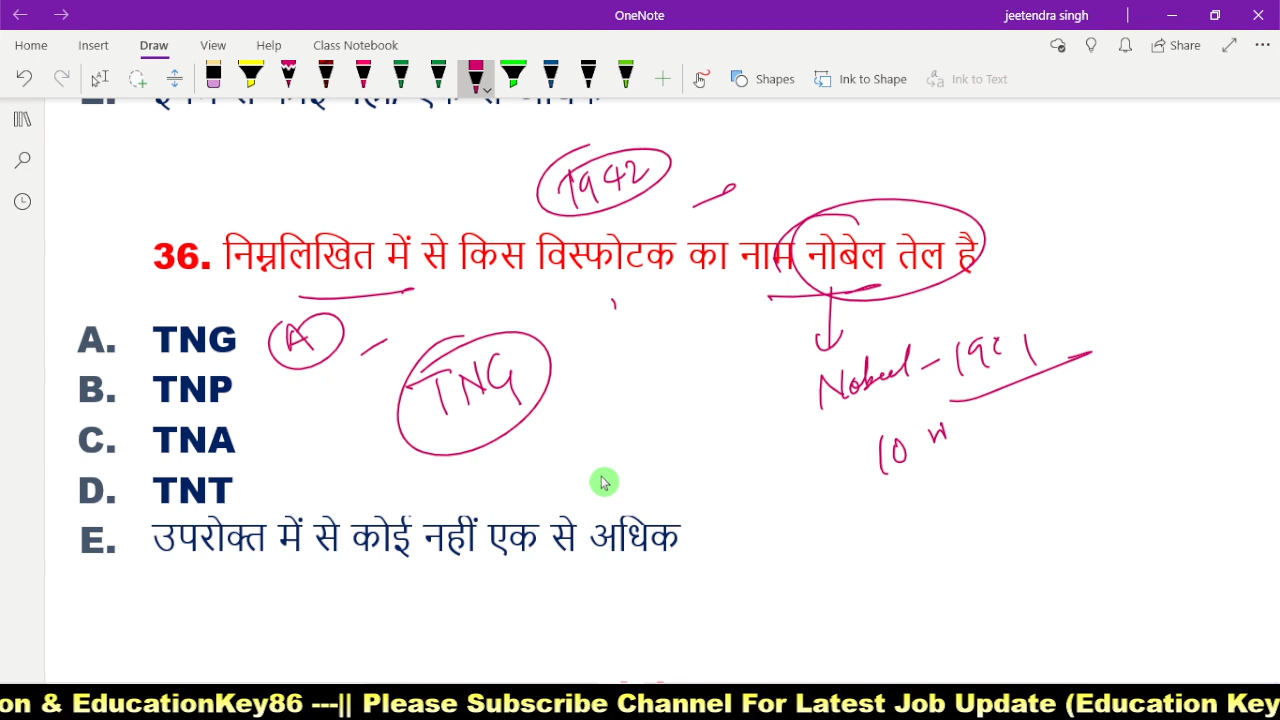 OneNote
jeetendra singh
Home Insert Draw View Help Class Notebook
Share
Shapes Ink to Shape Ink to Text
1942
36. निम्नलिखित में से किस विस्फोटक का नाम नोबेल तेल है
A. TNG A TNG
B. TNP
C. TNA
D. TNT
E. उपरोक्त में से कोई नहीं एक से अधिक
10
on & EducationKey86 ---|| Please Subscribe Channel For Latest Job Update (Education Key